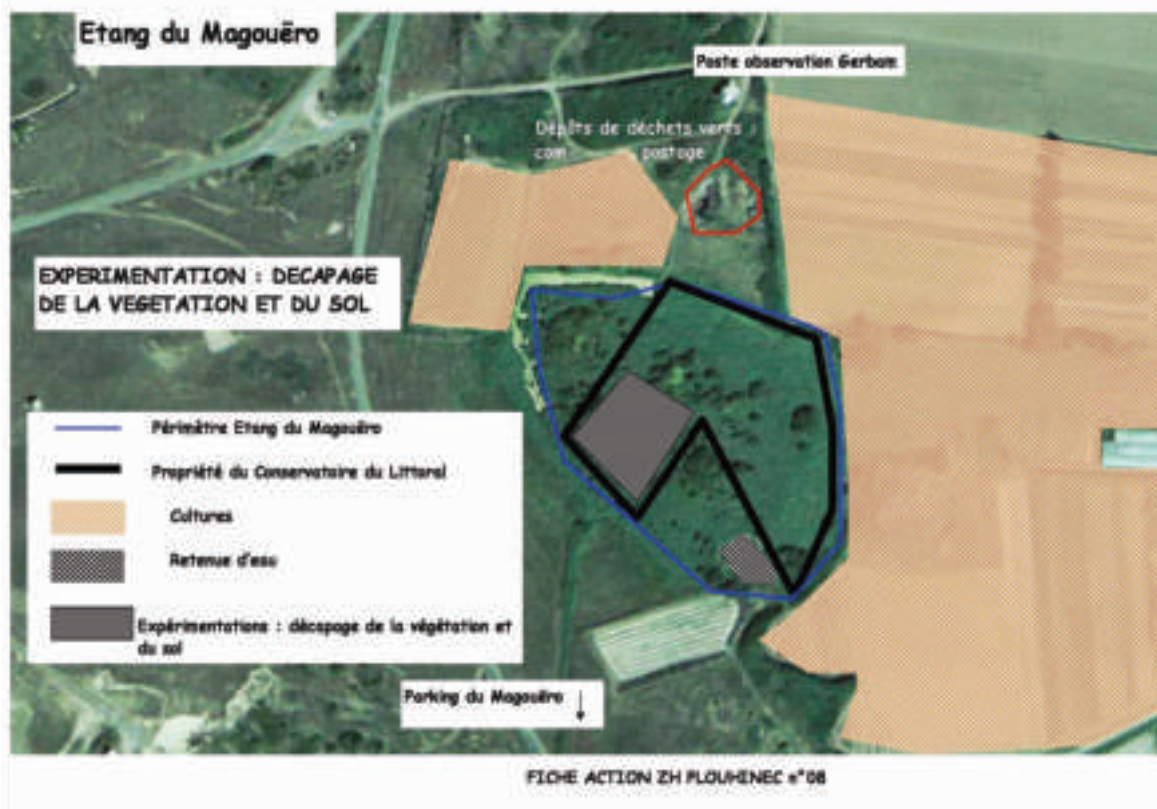 Etang du Magouëro
Poste observation Gerbam
Dépôts de déchets verts :
com postage
EXPERIMENTATION : DECAPAGE
DE LA VEGETATION ET DU SOL
Périmètre Etang du Magouëro
Propriété du Conservatoire du Littoral
Cultures
Retenue d'eau
Expérimentations : décapage de la végétation et
du sol
Parking du Magouëro
FICHE ACTION ZH PLOUHINEC n°08